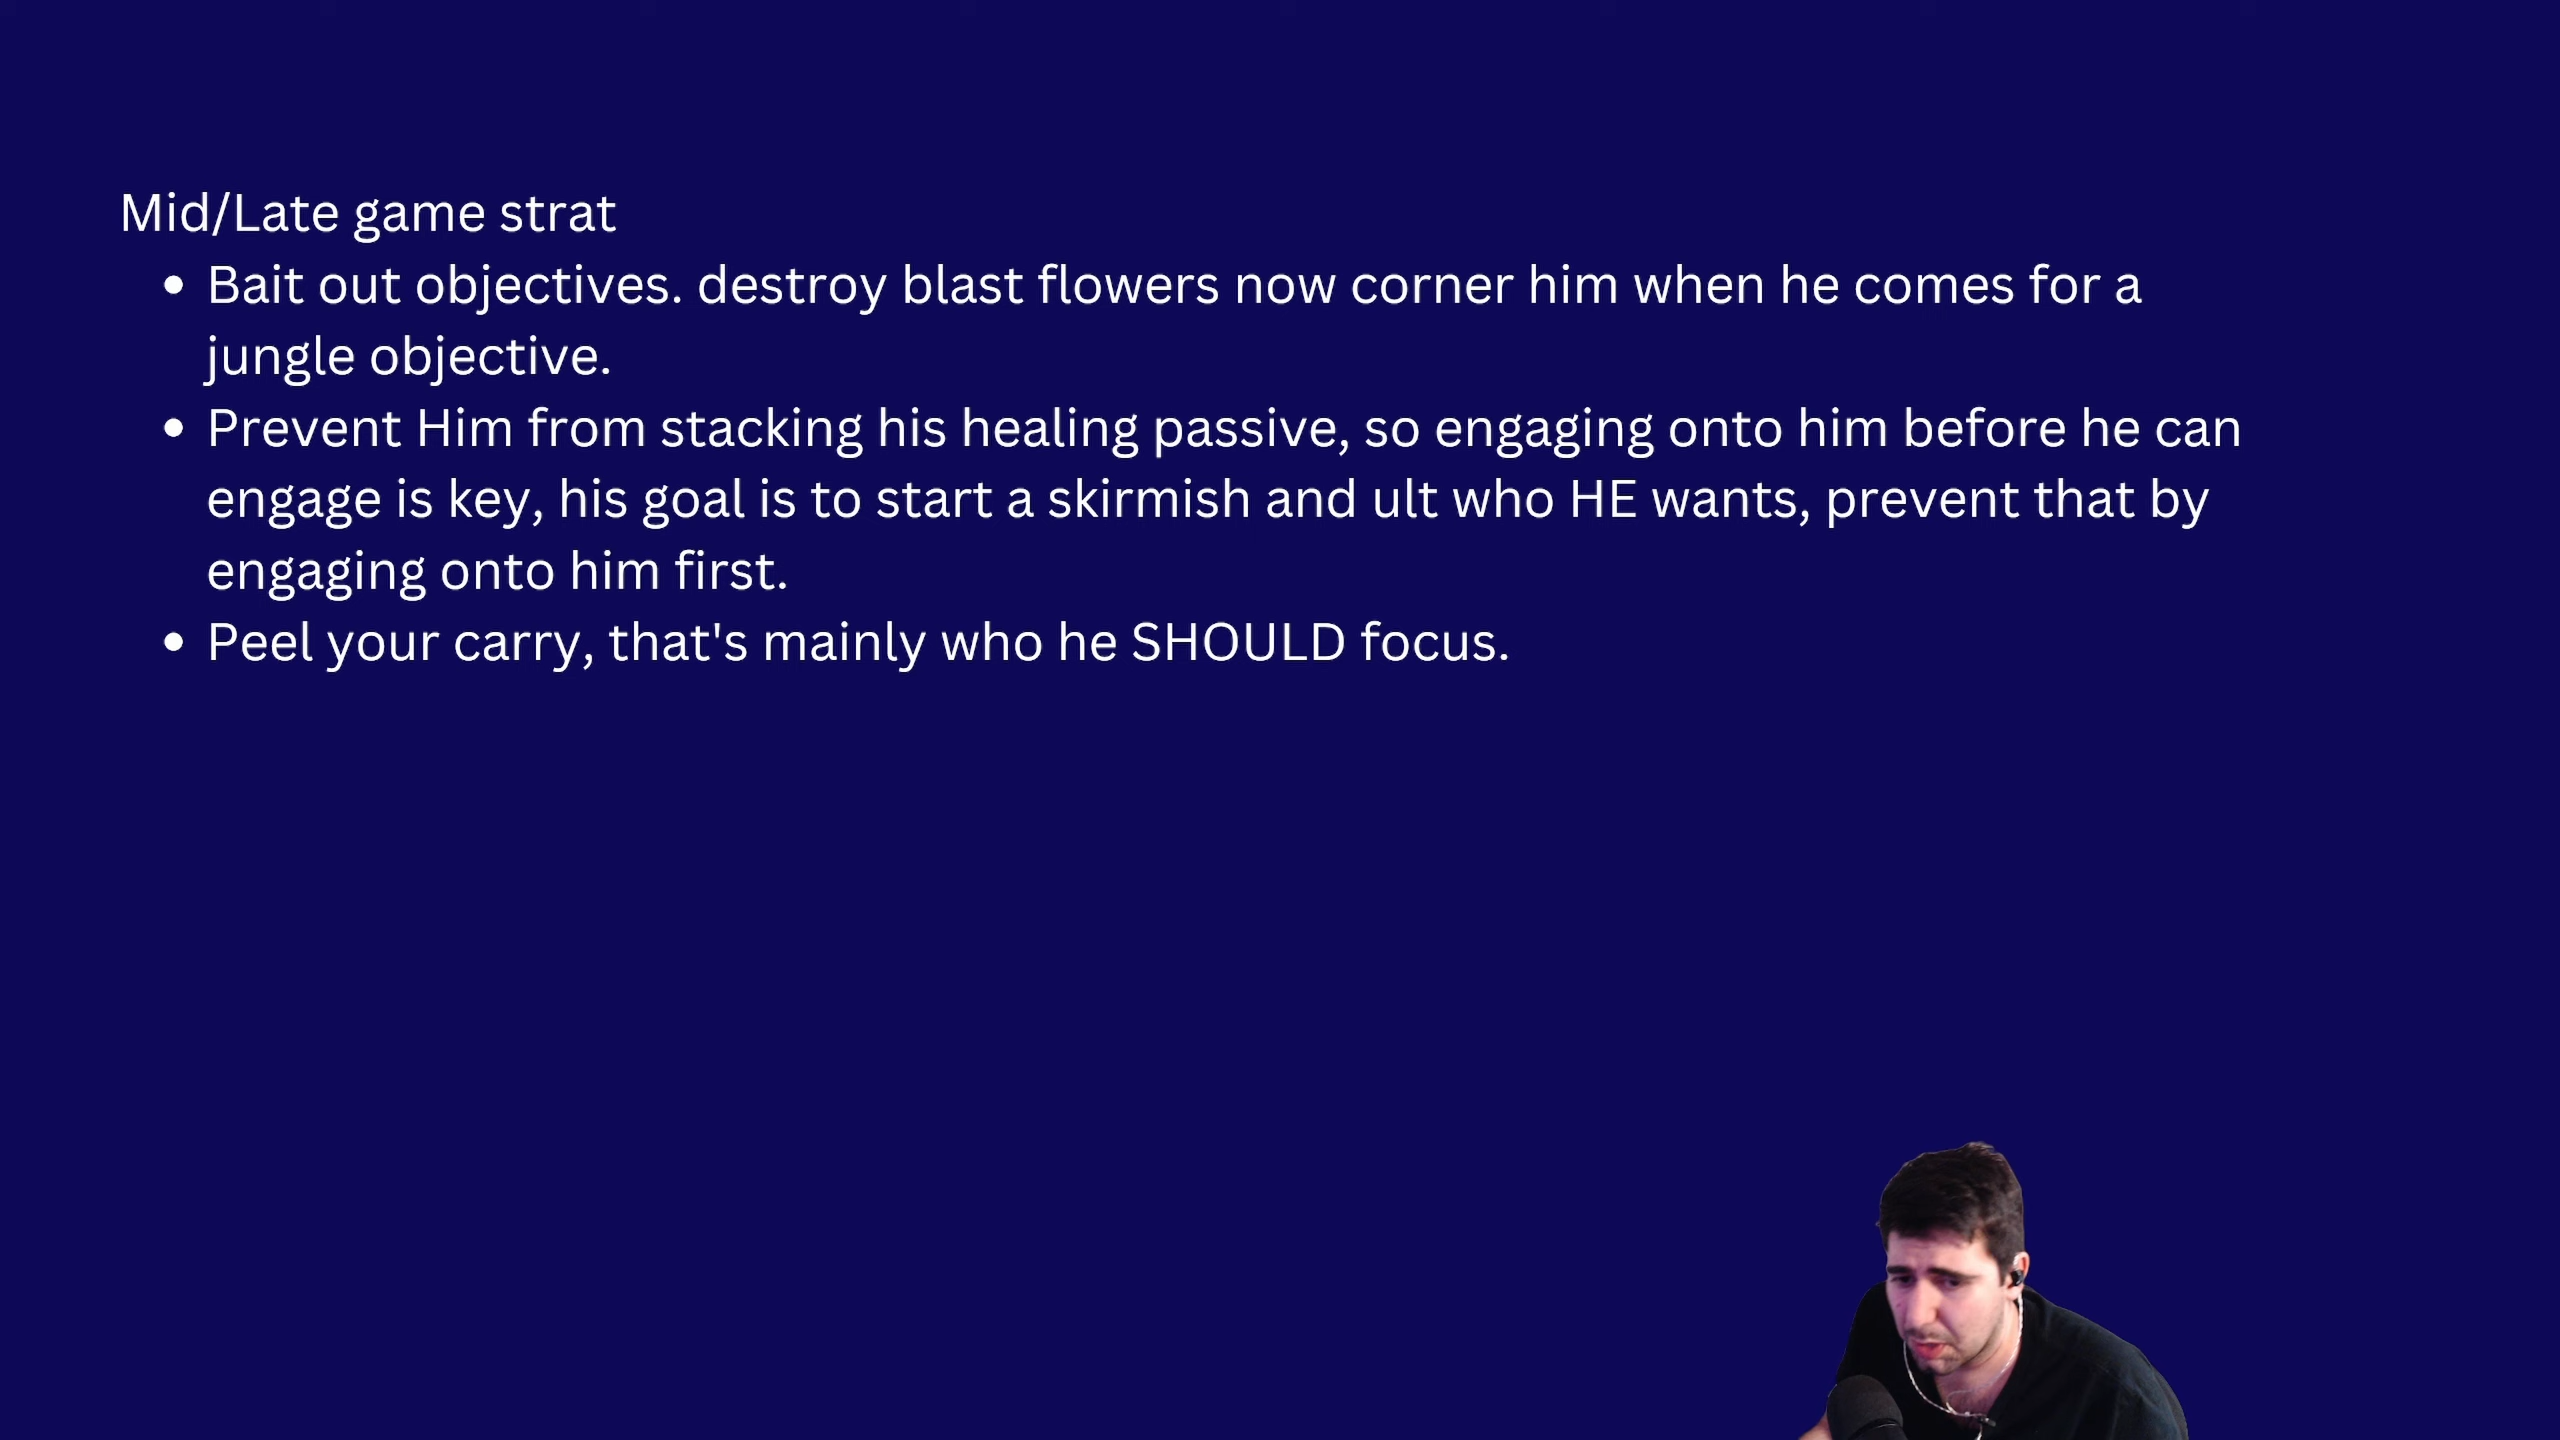 Mid/Late game strat
• Bait out objectives. destroy blast flowers now corner him when he comes for a
jungle objective.
• Prevent Him from stacking his healing passive, so engaging onto him before he can
engage is key, his goal is to start a skirmish and ult who HE wants, prevent that by
engaging onto him first.
• Peel your carry, that's mainly who he SHOULD focus.